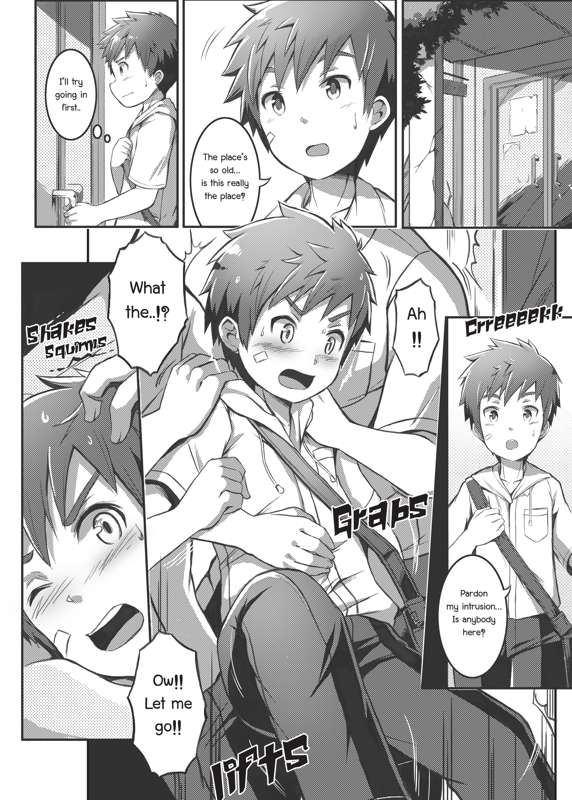 The place's
so old...
is this really
the place?
I'll try
going in
first..
Crreeeekk
Pardon
my intrusion...
Is anybody
here?
Ah
!!
What
the..!?
Grabs
shakes
squirms
Ow!!
Let me
go!!
lifts